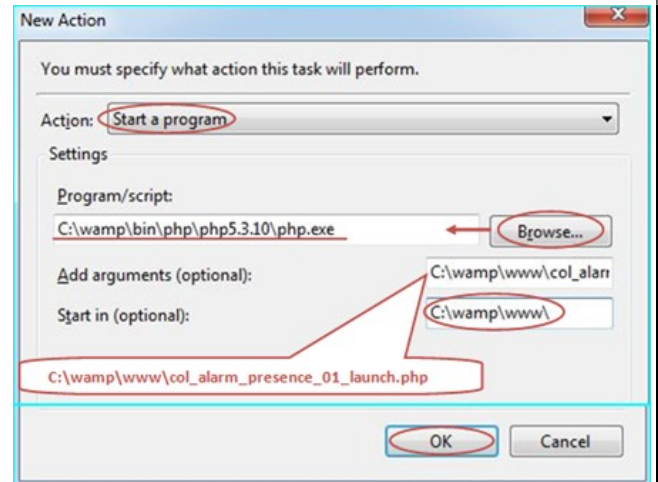 New Action
You must specify what action this task will perform.
Action: Start a program
Settings
Program/script:
C:\wamp\bin\php\php5.3.10\php.exe Browse...
Add arguments (optional): C:\wamp\www\col_alarr
Start in (optional): C:\wamp\www\
C:\wamp\www\col_alarm_presence_01_launch.php
OK Cancel